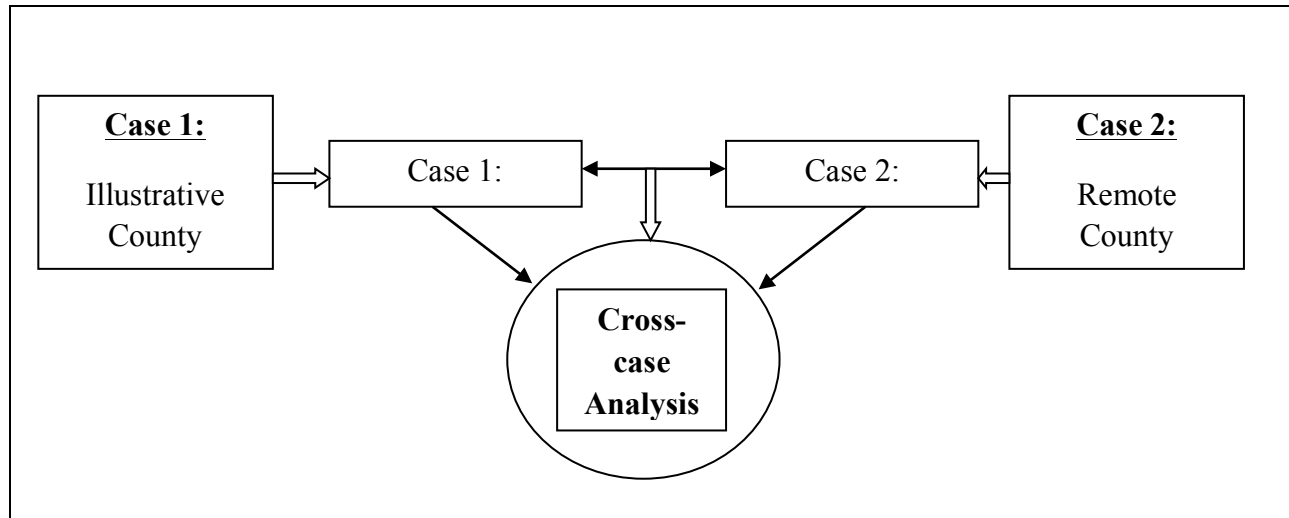 Case 1:
Illustrative
County
Case 1:
Case 2:
Case 2:
Remote
County
Cross-
case
Analysis